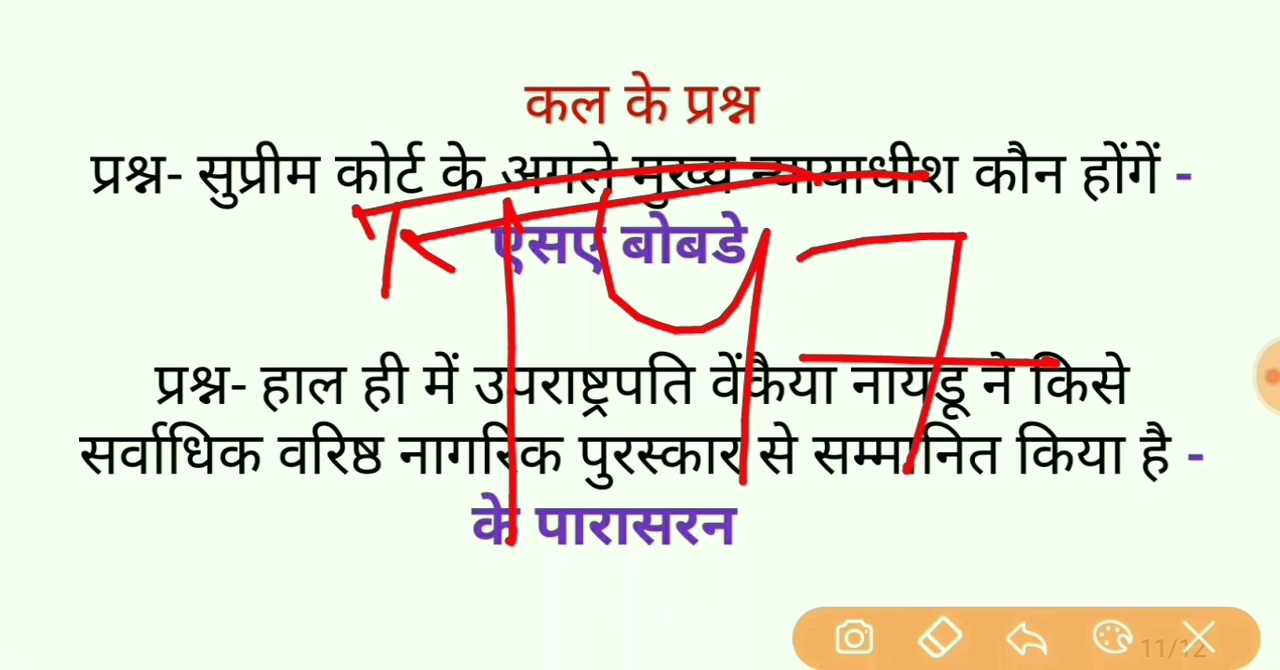 कल के प्रश्न
प्रश्न- सुप्रीम कोर्ट के अगले मुख्य न्यायाधीश कौन होंगें -
एसए बोबडे
प्रश्न- हाल ही में उपराष्ट्रपति वेंकैया नायडू ने किसे
सर्वाधिक वरिष्ठ नागरिक पुरस्कार से सम्मानित किया है -
के पारासरन
11/12